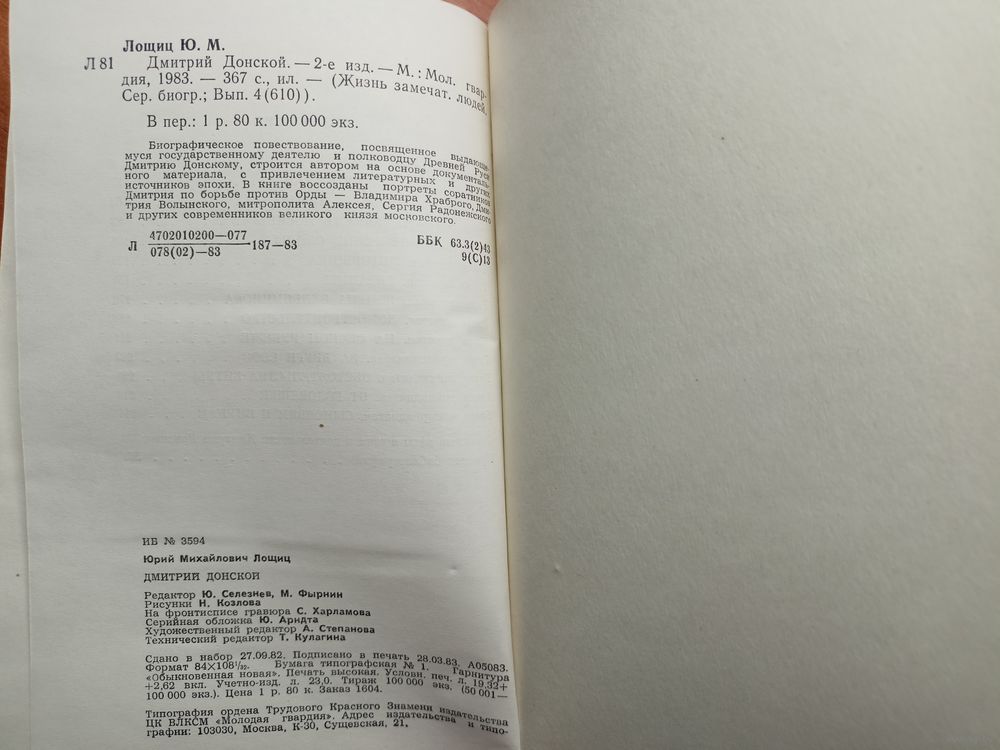 Лощиц Ю. М.
Л 81 Дмитрий Донской. — 2-е изд. — М.: Мол. гвар-
дия, 1983. — 367 с., ил. — (Жизнь замечат. людей.
Сер. биогр.; Вып. 4(610)).
В пер.: 1 р. 80 к. 100 000 экз.
Биографическое повествование, посвященное выдающе-
муся государственному деятелю и полководцу Древней Руси
Дмитрию Донскому, строится автором на основе документаль-
ного материала, с привлечением литературных и других
источников эпохи. В книге воссозданы портреты соратников
Дмитрия по борьбе против Орды — Владимира Храброго, Дми-
трия Волынского, митрополита Алексея, Сергия Радонежского
и других современников великого князя московского.
Л 4702010200—077
078(02)—83 187—83
ББК 63.3(2)43
9(С)13
ИБ № 3594
Юрий Михайлович Лощиц
ДМИТРИЙ ДОНСКОЙ
Редактор Ю. Селезнев, М. Фырнин
Рисунки Н. Козлова
На фронтисписе гравюра С. Харламова
Серийная обложка Ю. Арндта
Художественный редактор А. Степанова
Технический редактор Т. Кулагина
Сдано в набор 27.09.82. Подписано в печать 28.03.83. А05083.
Формат 84×108¹/₃₂. Бумага типографская № 1. Гарнитура
«Обыкновенная новая». Печать высокая. Условн. печ. л. 19,32+
+2,62 вкл. Учетно-изд. л. 23,0. Тираж 100 000 экз. (50 001—
100 000 экз.). Цена 1 р. 80 к. Заказ 1604.
Типография ордена Трудового Красного Знамени издательства
ЦК ВЛКСМ «Молодая гвардия». Адрес издательства и типо-
графии: 103030, Москва, К-30, Сущевская, 21.